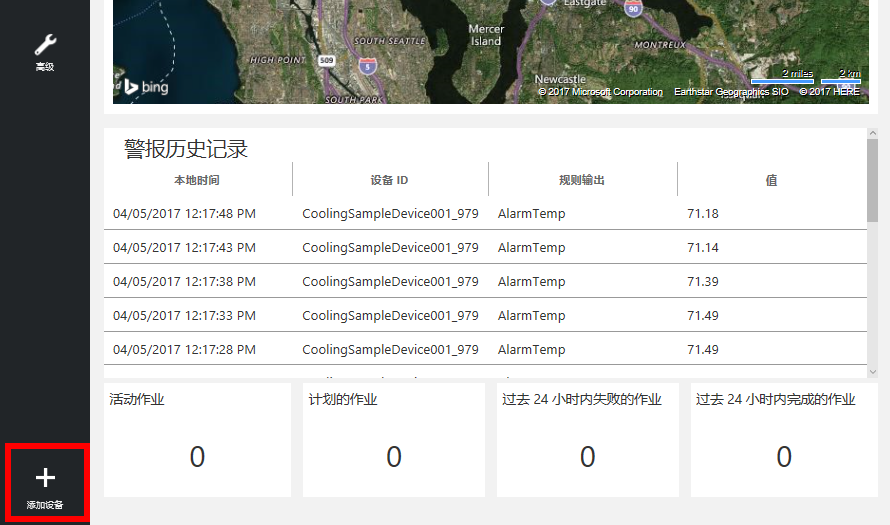 高级
Eastgate
90
Mercer
Island
SOUTH SEATTLE
MONTREUX
HIGH POINT
509
5
Newcastle
SOUTH PARK
bing
2 miles
2 km
© 2017 Microsoft Corporation Earthstar Geographics SIO © 2017 HERE
警报历史记录
本地时间 设备 ID 规则输出 值
04/05/2017 12:17:48 PM CoolingSampleDevice001_979 AlarmTemp 71.18
04/05/2017 12:17:43 PM CoolingSampleDevice001_979 AlarmTemp 71.14
04/05/2017 12:17:38 PM CoolingSampleDevice001_979 AlarmTemp 71.39
04/05/2017 12:17:33 PM CoolingSampleDevice001_979 AlarmTemp 71.49
04/05/2017 12:17:28 PM CoolingSampleDevice001_979 AlarmTemp 71.49
活动作业 计划的作业 过去 24 小时内失败的作业 过去 24 小时内完成的作业
0 0 0 0
添加设备